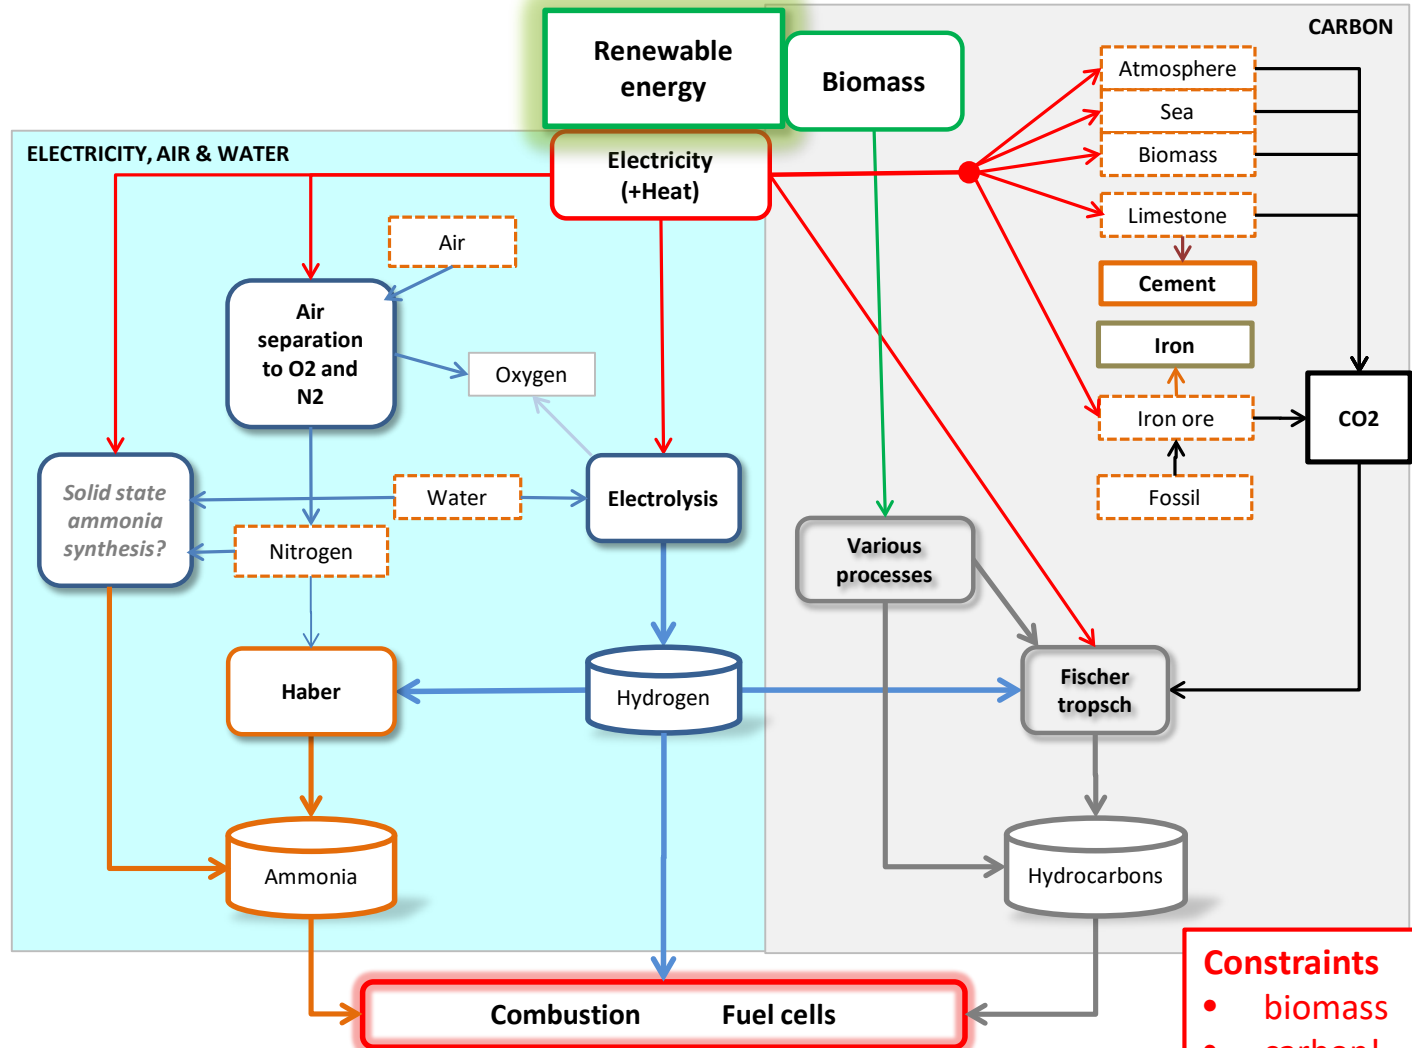 CARBON
Renewable
energy
Biomass
Atmosphere
Sea
Biomass
Limestone
Cement
Iron
Iron ore
Fossil
CO2
ELECTRICITY, AIR & WATER
Electricity
(+Heat)
Air
Air
separation
to O2 and
N2
Oxygen
Solid state
ammonia
synthesis?
Water
Electrolysis
Nitrogen
Various
processes
Haber
Hydrogen
Fischer
tropsch
Ammonia
Hydrocarbons
Combustion Fuel cells
Constraints
• biomass
• carbon!